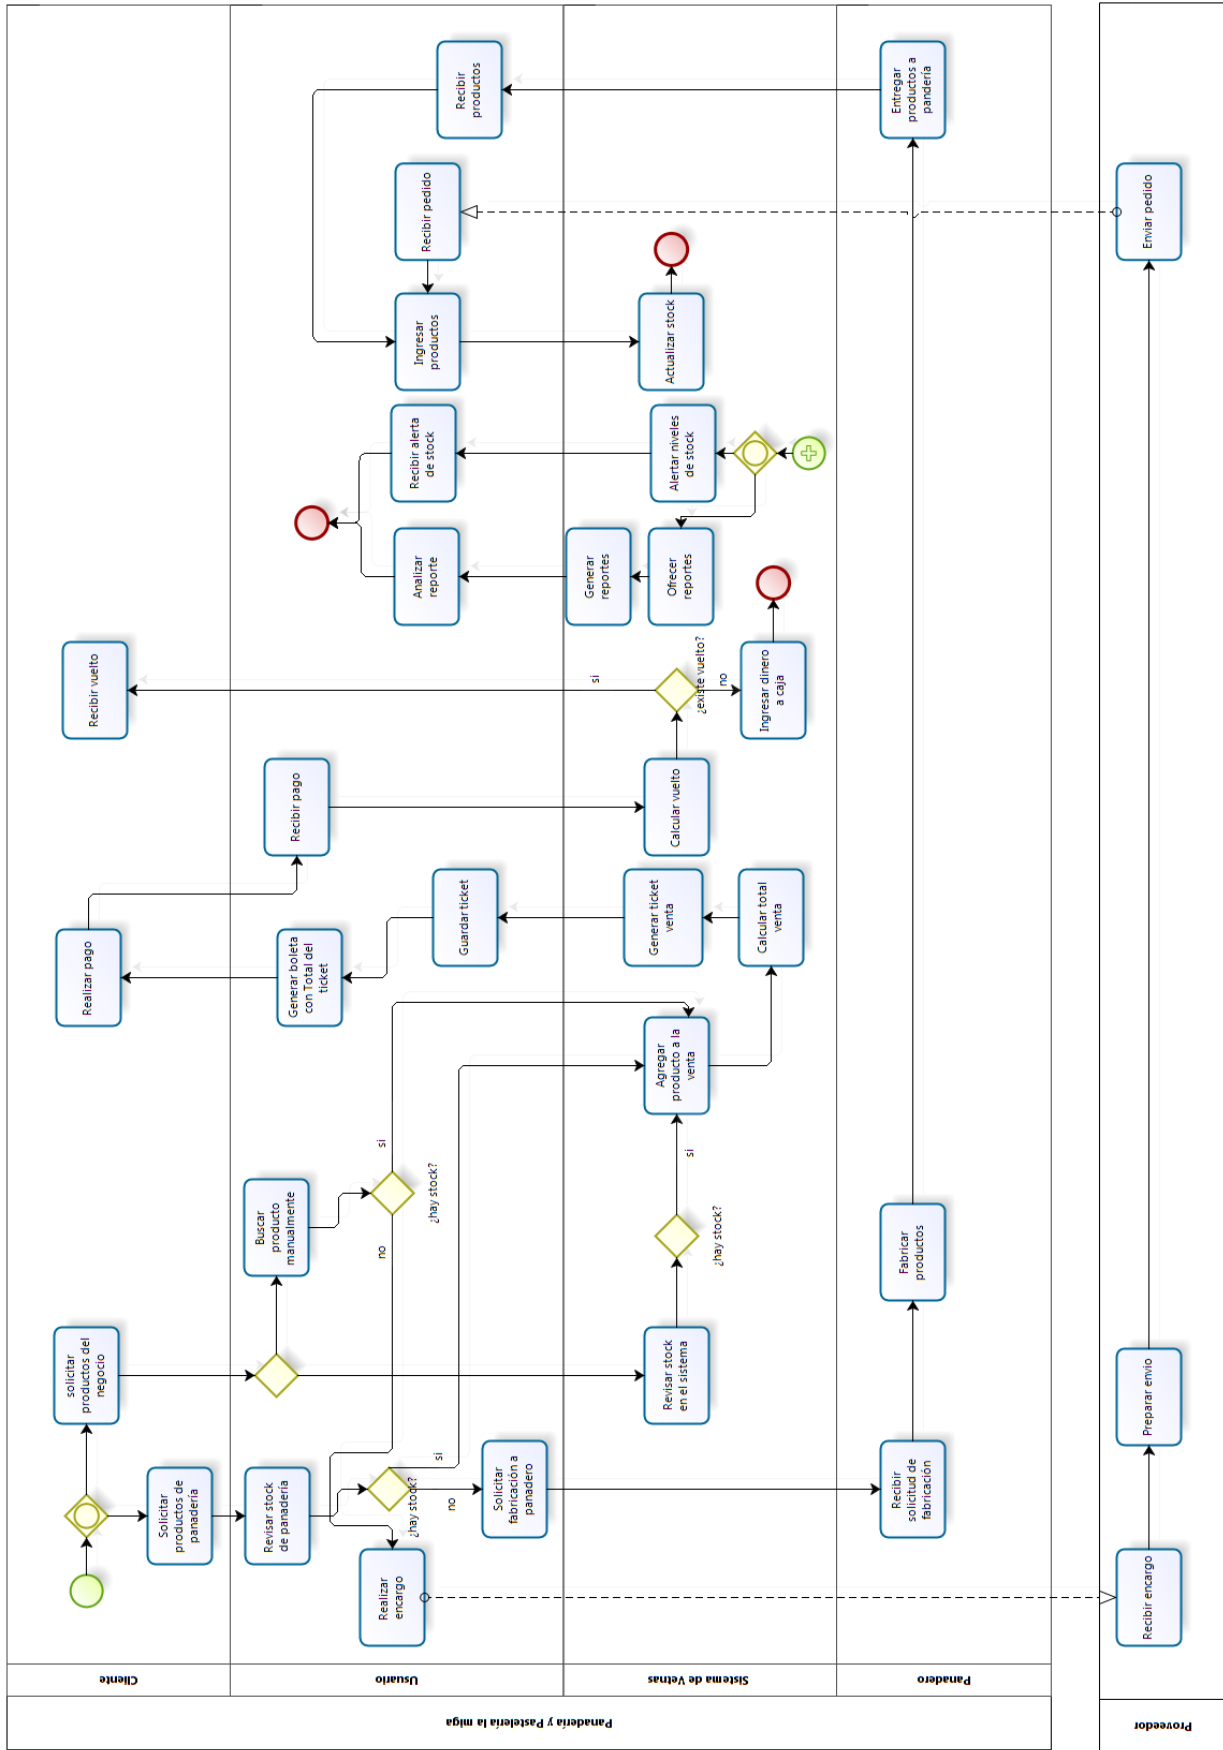 Panadería y Pastelería la miga
Cliente
solicitar
productos del
negocio
Solicitar
productos de
panadería
Realizar pago
Recibir vuelto
Usuario
Revisar stock
de panadería
¿hay stock?
si
no
Realizar
encargo
Solicitar
fabricación a
panadero
Buscar
producto
manualmente
¿hay stock?
si
no
Generar boleta
con Total del
ticket
Guardar ticket
Recibir pago
Analizar
reporte
Recibir alerta
de stock
Ingresar
productos
Recibir pedido
Recibir
productos
Sistema de Vetnas
Revisar stock
en el sistema
¿hay stock?
si
Agregar
producto a la
venta
Calcular total
venta
Generar ticket
venta
Calcular vuelto
¿existe vuelto?
si
no
Ingresar dinero
a caja
Generar
reportes
Ofrecer
reportes
Alertar niveles
de stock
Actualizar stock
Panadero
Recibir
solicitud de
fabricación
Fabricar
productos
Entregar
productos a
pandería
Proveedor
Recibir encargo
Preparar envio
Enviar pedido